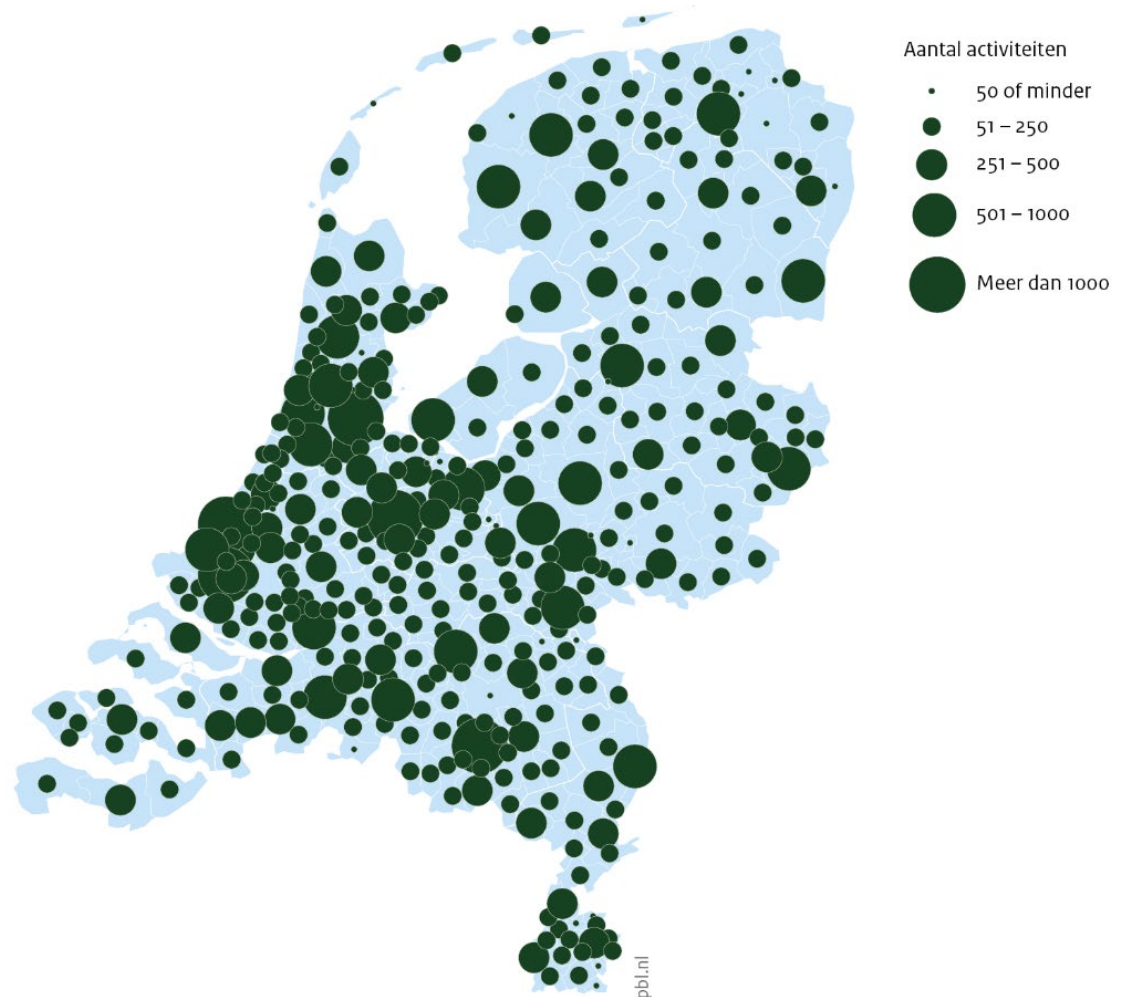 Aantal activiteiten
50 of minder
51 – 250
251 – 500
501 – 1000
Meer dan 1000
pbl.nl